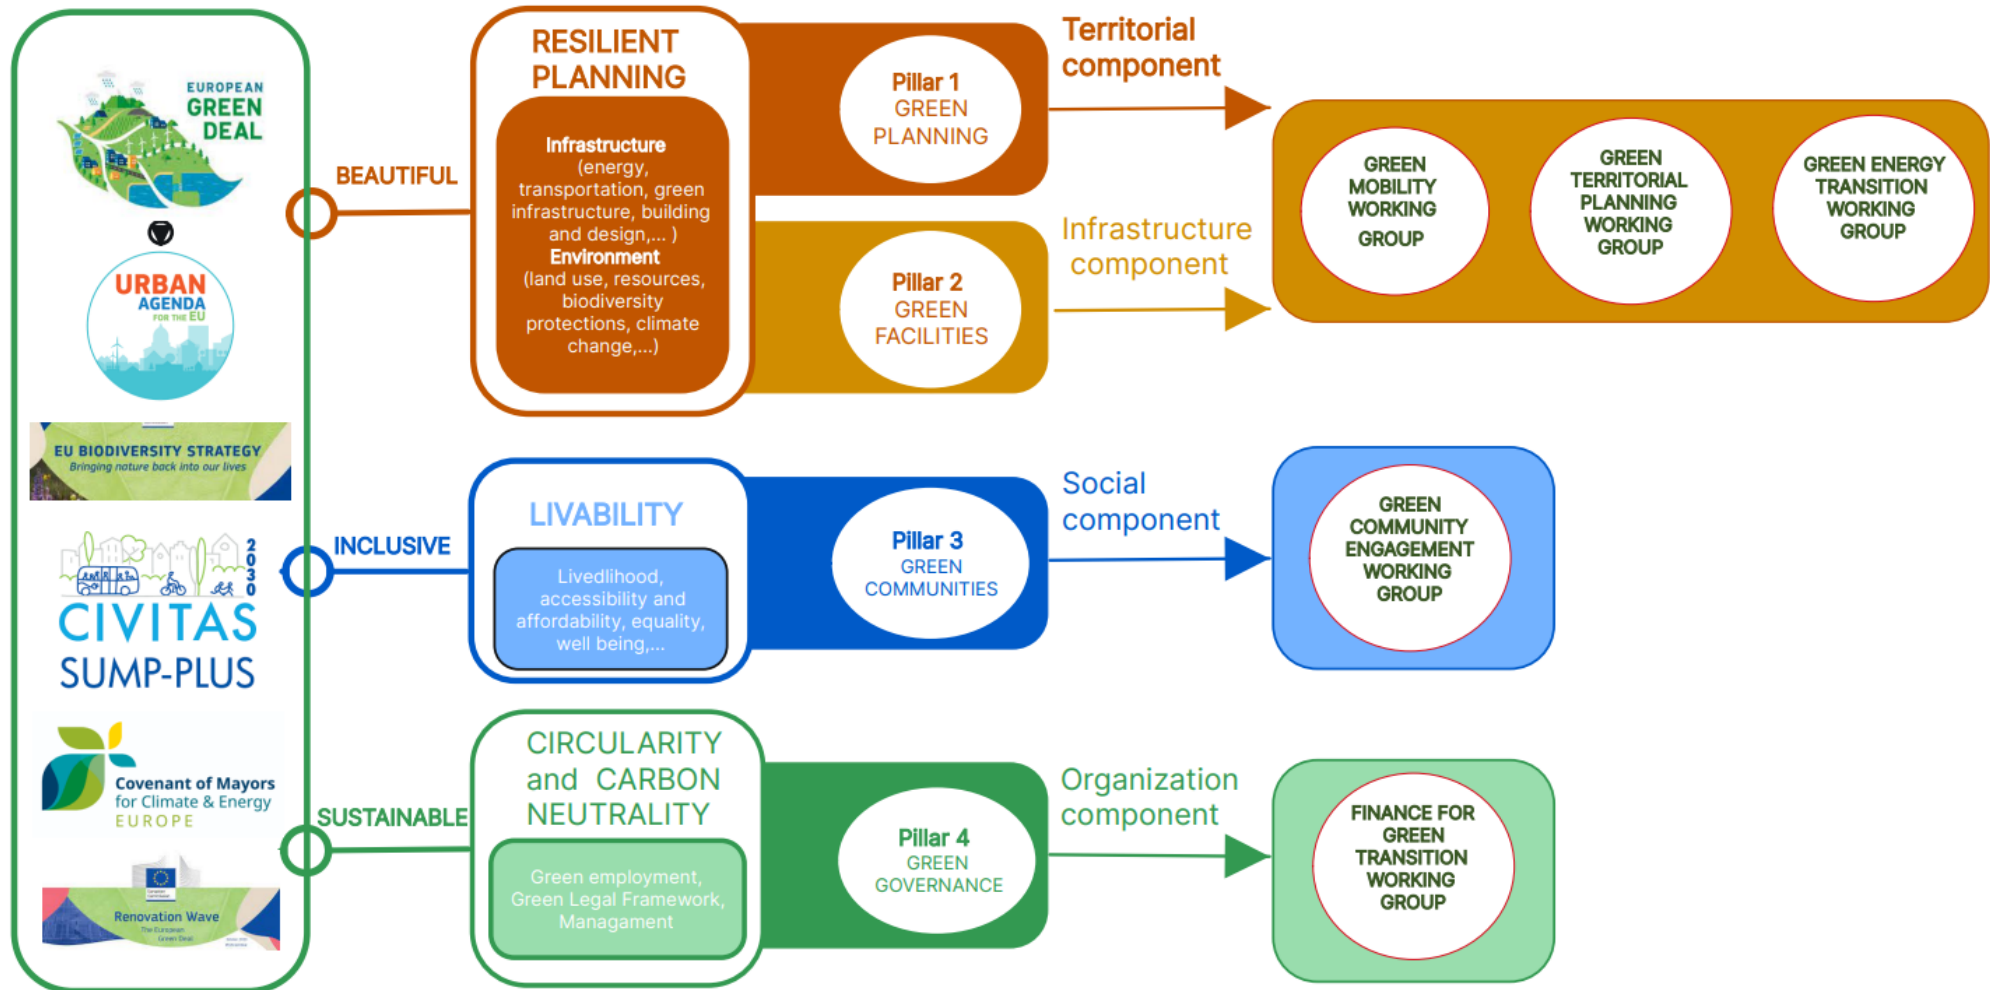 EUROPEAN
GREEN
DEAL
URBAN
AGENDA
FOR THE EU
EU BIODIVERSITY STRATEGY
Bringing nature back into our lives
2030
CIVITAS
SUMP-PLUS
Covenant of Mayors
for Climate & Energy
EUROPE
Renovation Wave
The European
Green Deal
BEAUTIFUL
RESILIENT
PLANNING
Infrastructure
(energy,
transportation, green
infrastructure, building
and design,... )
Environment
(land use, resources,
biodiversity
protections, climate
change,...)
Pillar 1
GREEN
PLANNING
Territorial
component
Pillar 2
GREEN
FACILITIES
Infrastructure
component
GREEN
MOBILITY
WORKING
GROUP
GREEN
TERRITORIAL
PLANNING
WORKING
GROUP
GREEN ENERGY
TRANSITION
WORKING
GROUP
INCLUSIVE
LIVABILITY
Livedlihood,
accessibility and
affordability, equality,
well being,...
Pillar 3
GREEN
COMMUNITIES
Social
component
GREEN
COMMUNITY
ENGAGEMENT
WORKING
GROUP
SUSTAINABLE
CIRCULARITY
and CARBON
NEUTRALITY
Green employment,
Green Legal Framework,
Managament
Pillar 4
GREEN
GOVERNANCE
Organization
component
FINANCE FOR
GREEN
TRANSITION
WORKING
GROUP